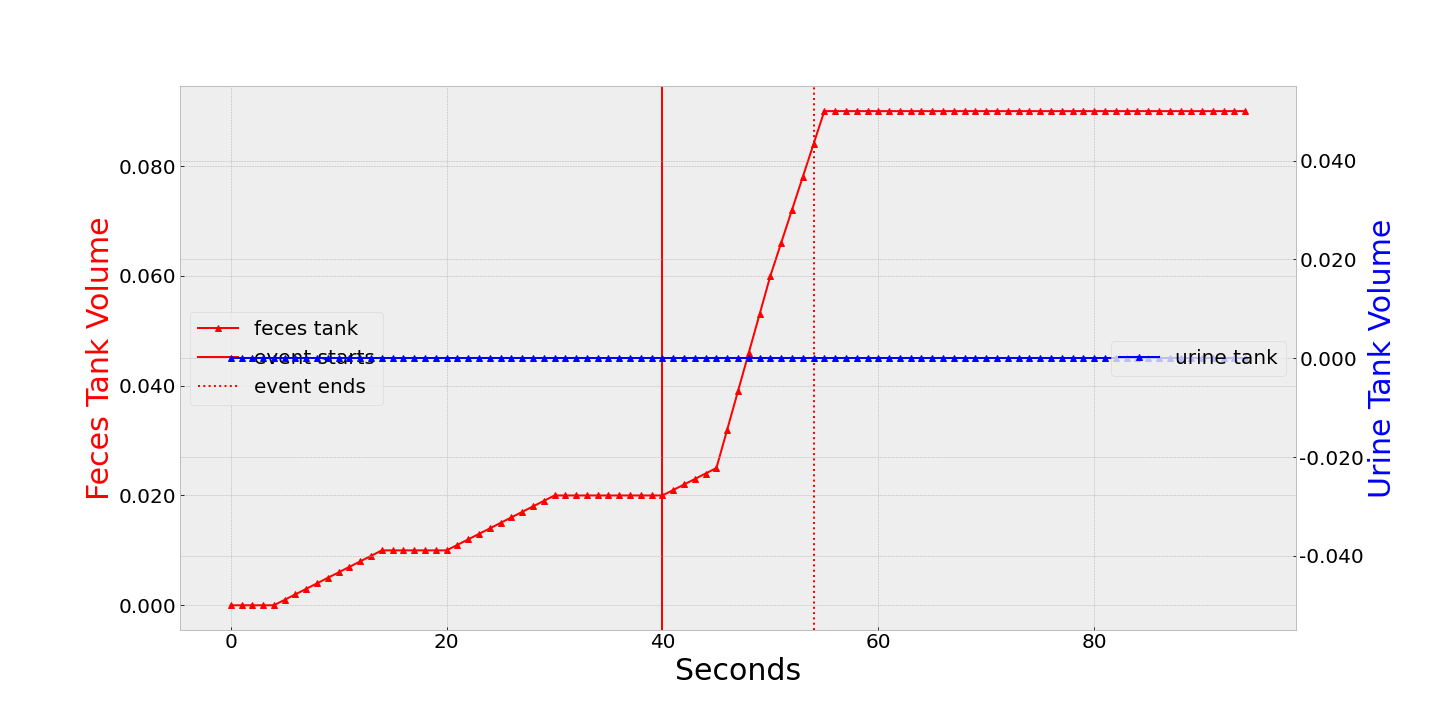 Feces Tank Volume
0.080
0.060
0.040
0.020
0.000
feces tank
event starts
event ends
urine tank
0.040
0.020
0.000
-0.020
-0.040
Urine Tank Volume
0 20 40 60 80
Seconds